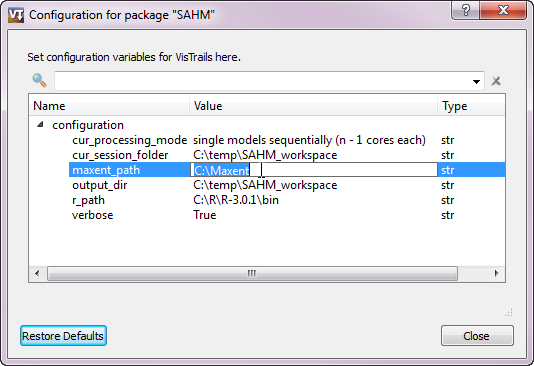 VT Configuration for package "SAHM"
Set configuration variables for VisTrails here.
Name Value Type
configuration
cur_processing_mode single models sequentially (n - 1 cores each) str
cur_session_folder C:\temp\SAHM_workspace str
maxent_path C:\Maxent str
output_dir C:\temp\SAHM_workspace str
r_path C:\R\R-3.0.1\bin str
verbose True str
Restore Defaults Close